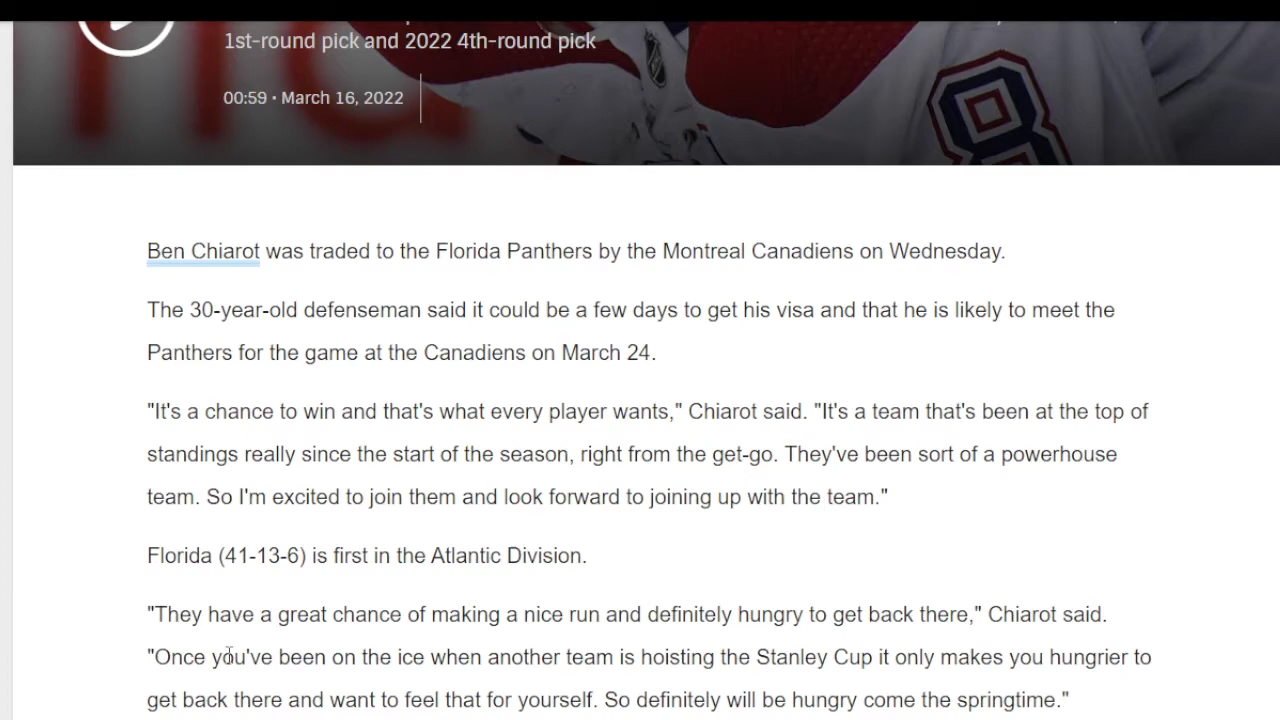 1st-round pick and 2022 4th-round pick
00:59 · March 16, 2022
8
Ben Chiarot was traded to the Florida Panthers by the Montreal Canadiens on Wednesday.
The 30-year-old defenseman said it could be a few days to get his visa and that he is likely to meet the
Panthers for the game at the Canadiens on March 24.
"It's a chance to win and that's what every player wants," Chiarot said. "It's a team that's been at the top of
standings really since the start of the season, right from the get-go. They've been sort of a powerhouse
team. So I'm excited to join them and look forward to joining up with the team."
Florida (41-13-6) is first in the Atlantic Division.
"They have a great chance of making a nice run and definitely hungry to get back there," Chiarot said.
"Once you've been on the ice when another team is hoisting the Stanley Cup it only makes you hungrier to
get back there and want to feel that for yourself. So definitely will be hungry come the springtime."